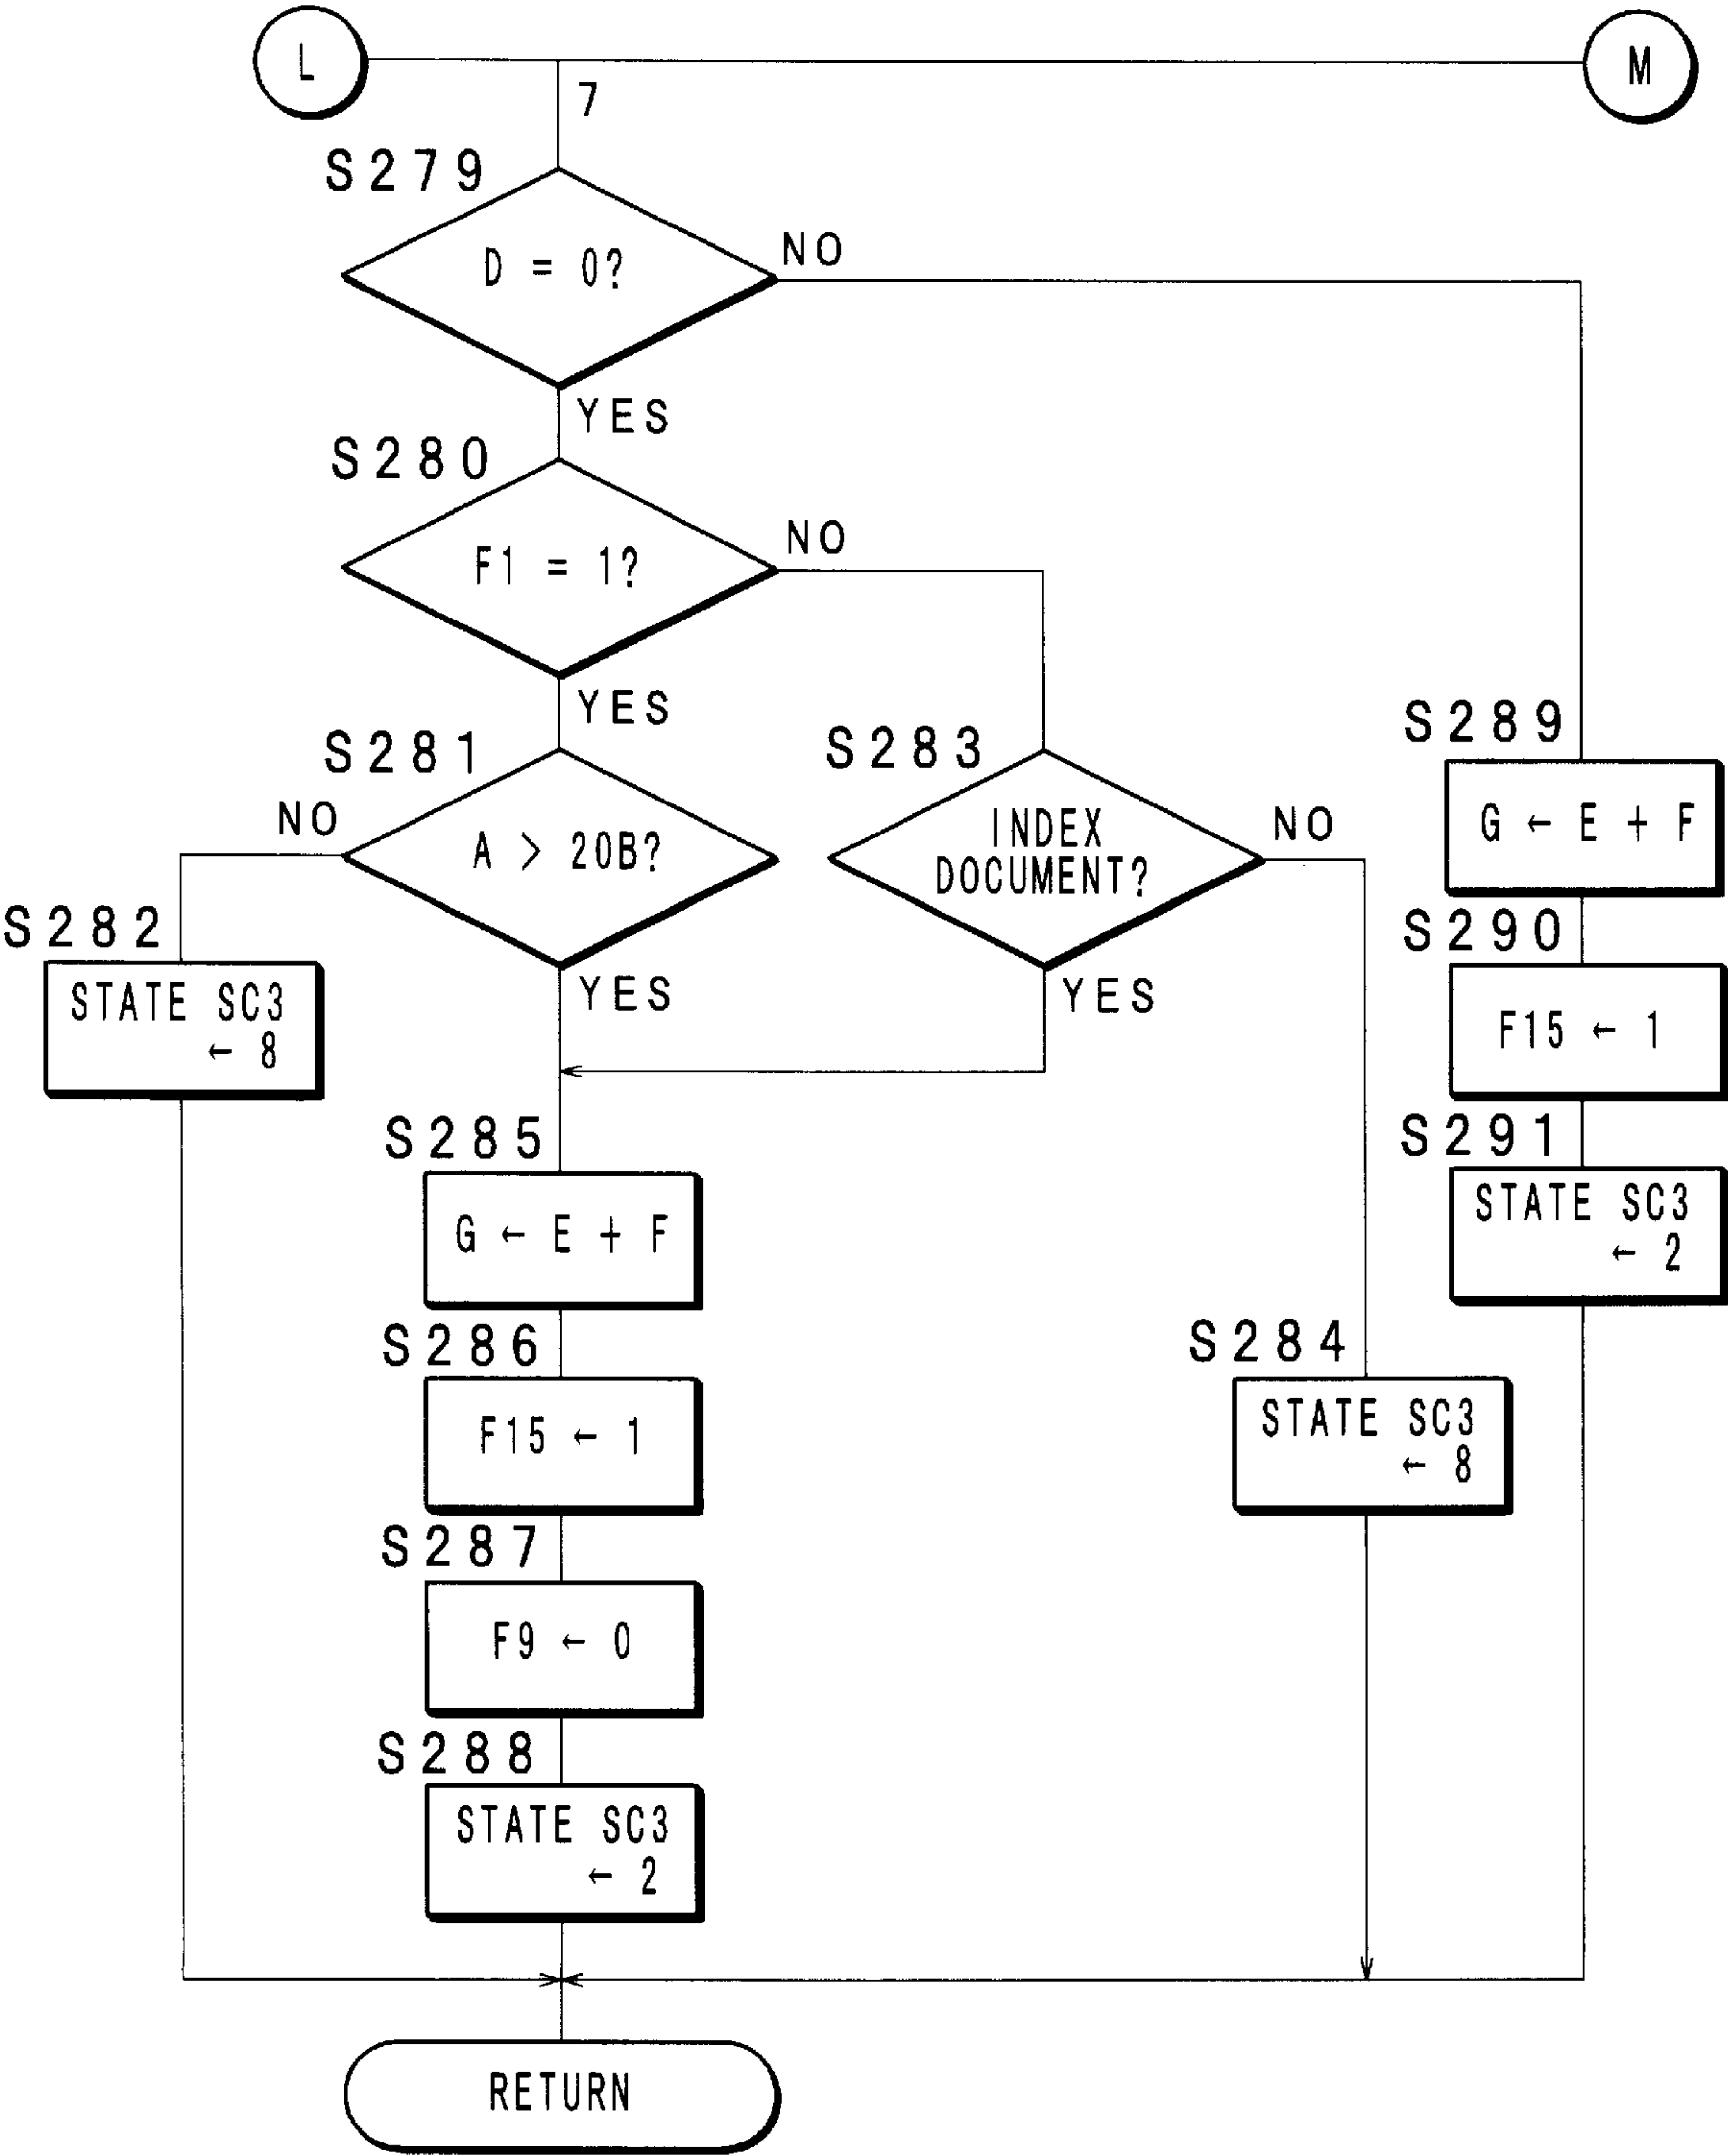 L
M
7
S279
D = 0?
NO
YES
S280
F1 = 1?
NO
YES
S281
A > 20B?
NO
YES
S283
INDEX
DOCUMENT?
NO
YES
S282
STATE SC3
← 8
S289
G ← E + F
S290
F15 ← 1
S291
STATE SC3
← 2
S285
G ← E + F
S286
F15 ← 1
S284
STATE SC3
← 8
S287
F9 ← 0
S288
STATE SC3
← 2
RETURN